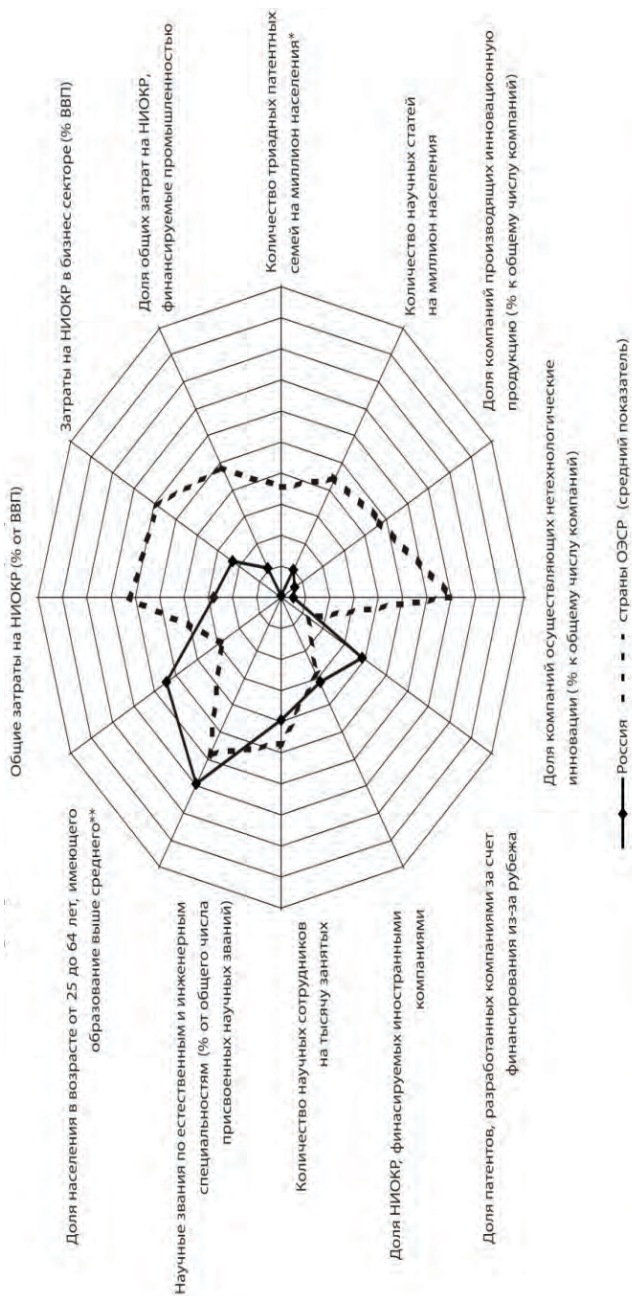 Общие затраты на НИОКР (% от ВВП)
Затраты на НИОКР в бизнес секторе (% ВВП)
Доля общих затрат на НИОКР,
финансируемые промышленностью
Количество триадных патентных
семей на миллион населения*
Количество научных статей
на миллион населения
Доля компаний производящих инновационную
продукцию (% к общему числу компаний)
Доля компаний осуществляющих нетехнологические
инновации (% к общему числу компаний)
Доля патентов, разработанных компаниями за счет
финансирования из-за рубежа
Доля НИОКР, финасируемых иностранными
компаниями
Количество научных сотрудников
на тысячу занятых
Научные звания по естественным и инженерным
специальностям (% от общего числа
присвоенных научных званий)
Доля населения в возрасте от 25 до 64 лет, имеющего
образование выше среднего**
Россия
страны ОЭСР (средний показатель)